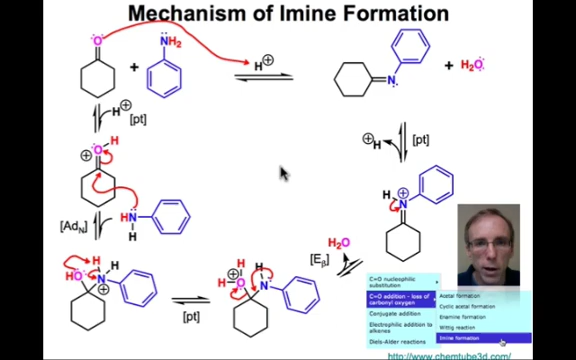 Mechanism of Imine Formation
:O:
:NH2
+
H⊕
N:
+ H2O:
H⊕ [pt]
⊕:O H
⊕H [pt]
HN:
H
[AdN]
H
HO: N H
⊕
[pt]
H
H O⊕ H N:
H2O:
[Eβ]
H N⊕
C=O nucleophilic
substitution
C=O addition - loss of
carbonyl oxygen
Conjugate addition
Electrophilic addition to
alkenes
Diels-Alder reactions
Acetal formation
Cyclic acetal formation
Enamine formation
Wittig reaction
Imine formation
http://www.chemtube3d.com/